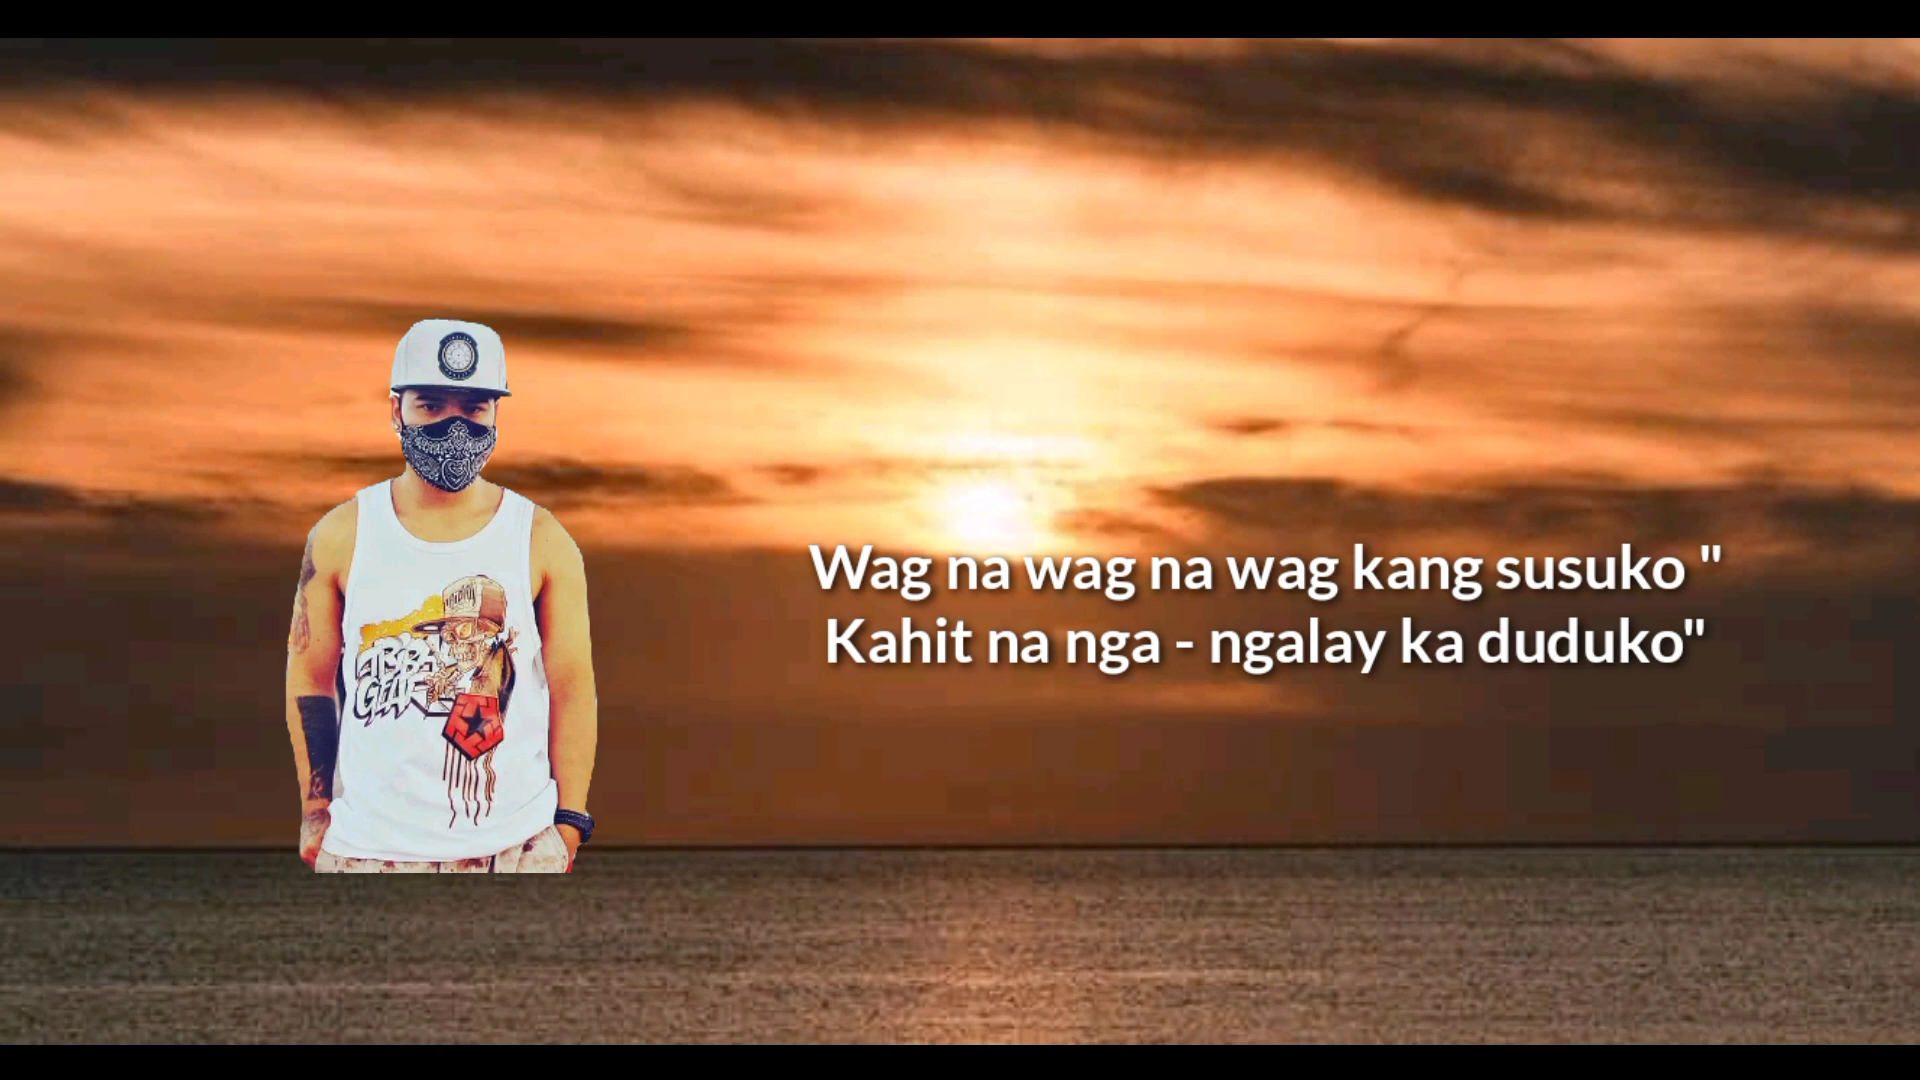 Wag na wag na wag kang susuko "
Kahit na nga - ngalay ka duduko"